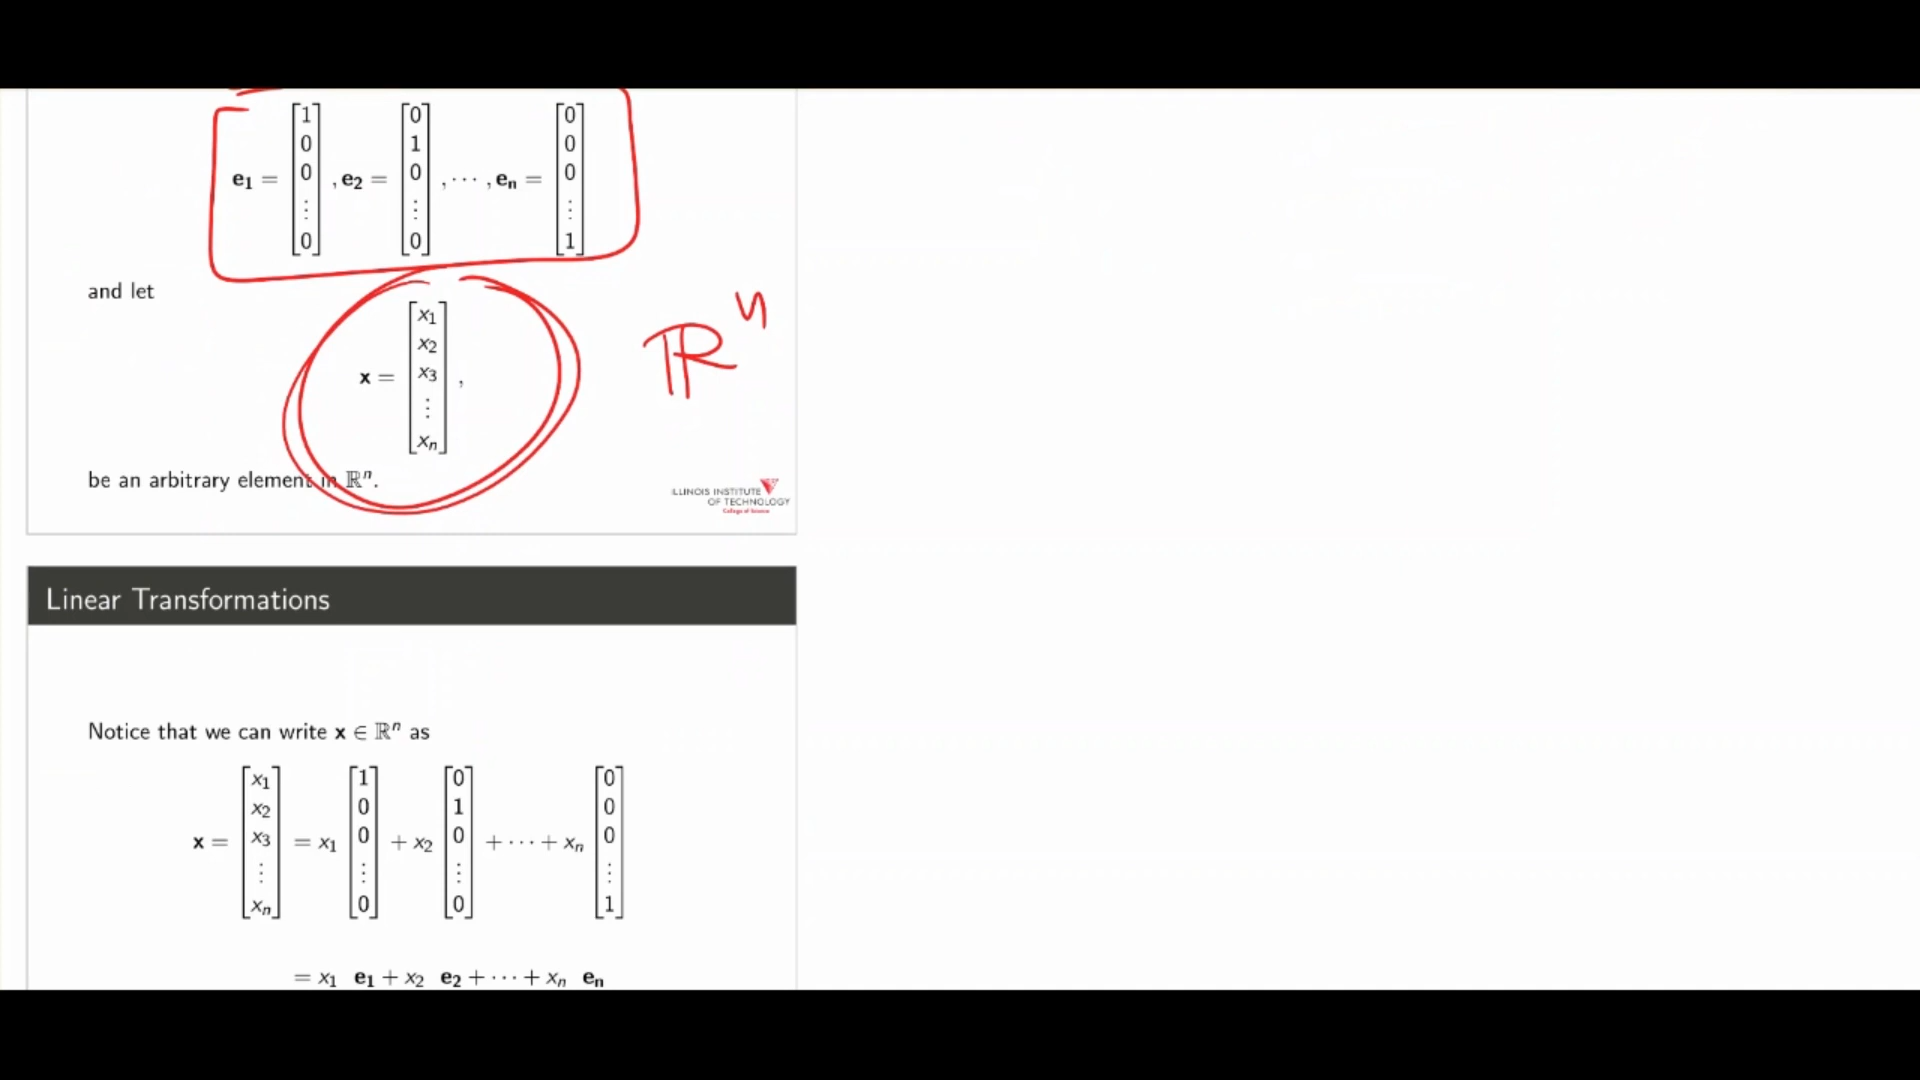 e₁ = [1 0 0 ⋮ 0], e₂ = [0 1 0 ⋮ 0], ⋯, eₙ = [0 0 0 ⋮ 1]
and let
x = [x₁ x₂ x₃ ⋮ xₙ],
ℝⁿ
be an arbitrary element in ℝⁿ.
ILLINOIS INSTITUTE
OF TECHNOLOGY
College of Science
Linear Transformations
Notice that we can write x ∈ ℝⁿ as
x = [x₁ x₂ x₃ ⋮ xₙ] = x₁ [1 0 0 ⋮ 0] + x₂ [0 1 0 ⋮ 0] + ⋯ + xₙ [0 0 0 ⋮ 1]
= x₁ e₁ + x₂ e₂ + ⋯ + xₙ eₙ